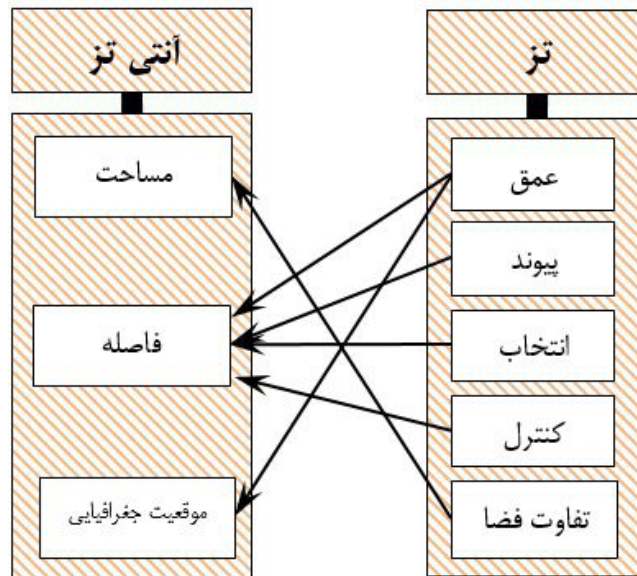 تز
عمق
پیوند
انتخاب
کنترل
تفاوت فضا
آنتی تز
مساحت
فاصله
موقعیت جغرافیایی